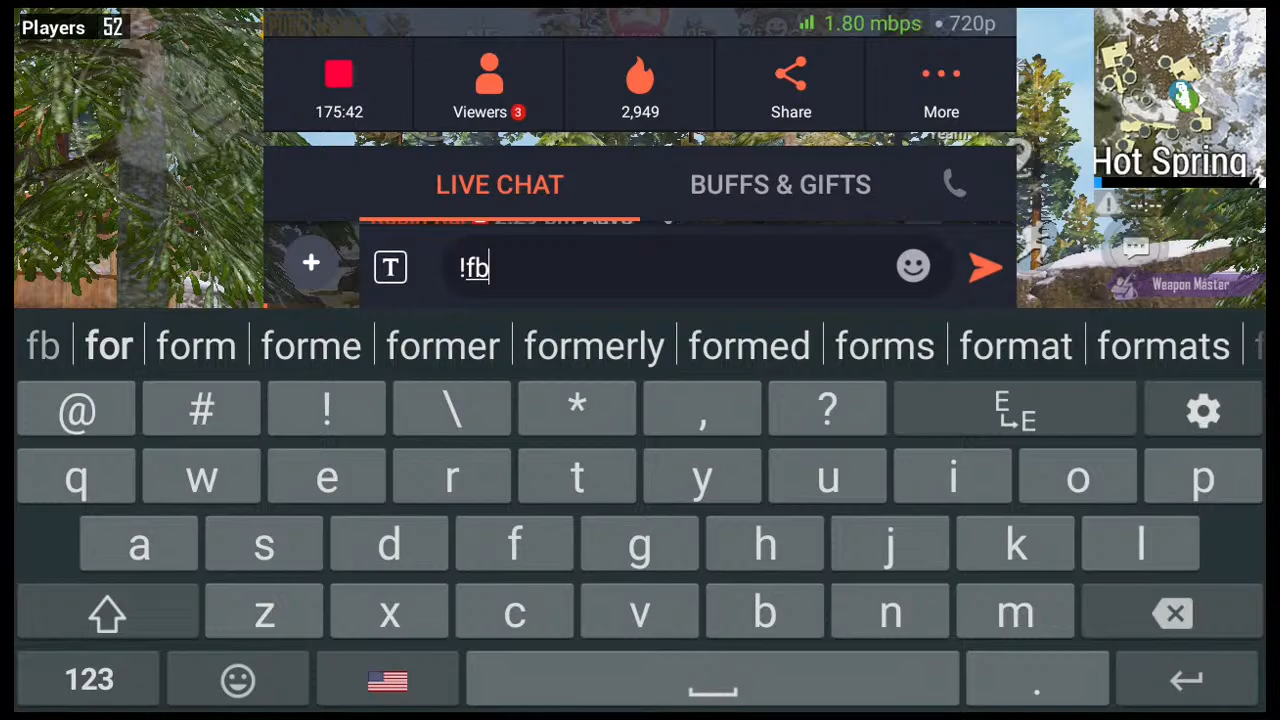 Players 52
1.80 mbps • 720p
175:42
Viewers 3
2,949
Share
More
Team
Hot Spring
LIVE CHAT
BUFFS & GIFTS
T
!fb
Weapon Master
fb for form forme former formerly formed forms format formats
@ # ! \ * , ? E E
q w e r t y u i o p
a s d f g h j k l
z x c v b n m
123 .